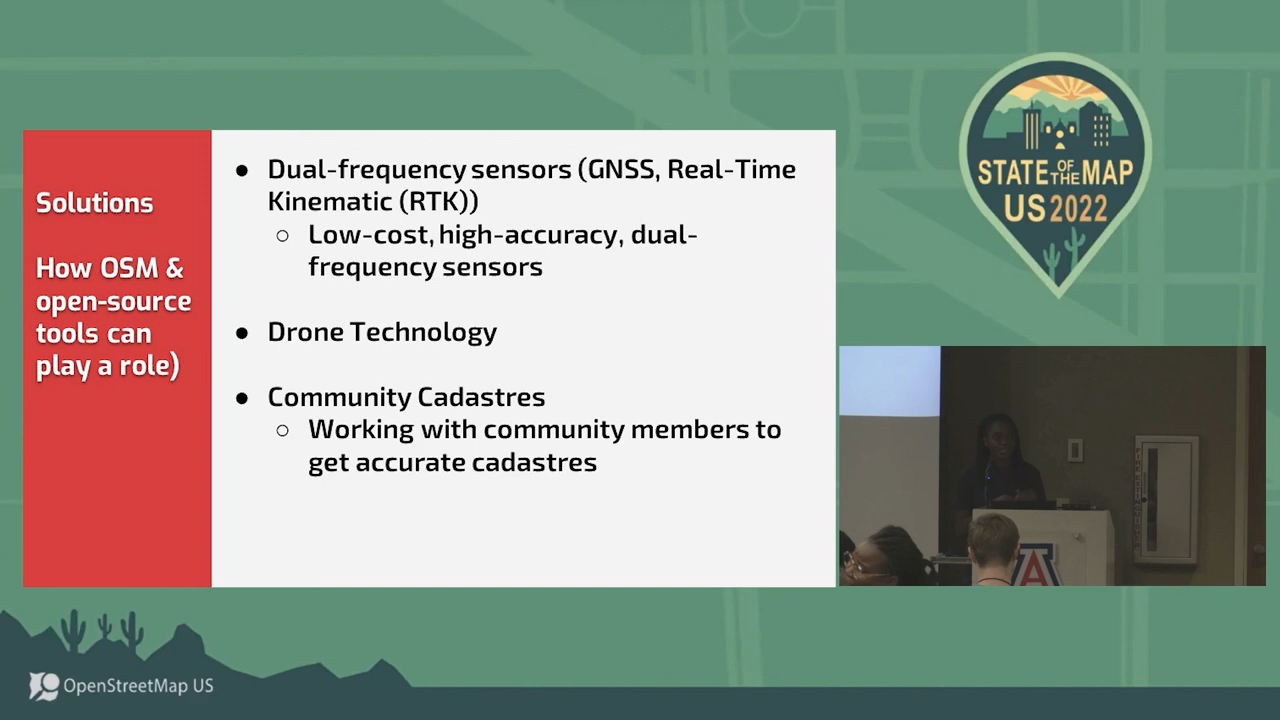 Solutions
How OSM &
open-source
tools can
play a role)
● Dual-frequency sensors (GNSS, Real-Time
Kinematic (RTK))
○ Low-cost, high-accuracy, dual-
frequency sensors
● Drone Technology
● Community Cadastres
○ Working with community members to
get accurate cadastres
STATE OF THE MAP
US 2022
A
OpenStreetMap US